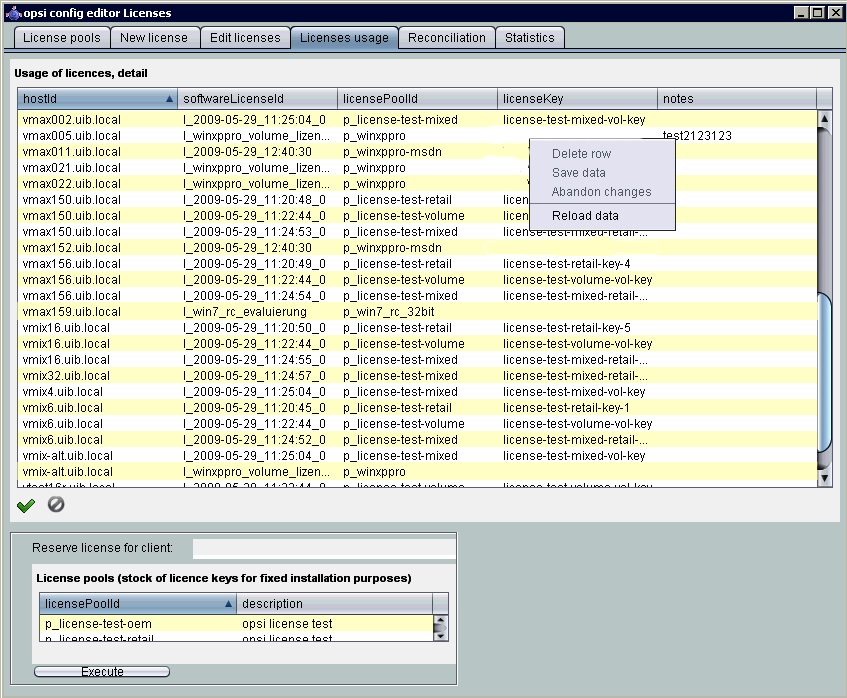 opsi config editor Licenses
License pools New license Edit licenses Licenses usage Reconciliation Statistics
Usage of licences, detail
hostId softwareLicenseId licensePoolId licenseKey notes
vmax002.uib.local l_2009-05-29_11:25:04_0 p_license-test-mixed license-test-mixed-vol-key
vmax005.uib.local l_winxppro_volume_lizen... p_winxppro test2123123
vmax011.uib.local l_2009-05-29_12:40:30 p_winxppro-msdn
vmax021.uib.local l_winxppro_volume_lizen... p_winxppro
vmax022.uib.local l_winxppro_volume_lizen... p_winxppro
vmax150.uib.local l_2009-05-29_11:20:48_0 p_license-test-retail licen
vmax150.uib.local l_2009-05-29_11:22:44_0 p_license-test-volume licen
vmax150.uib.local l_2009-05-29_11:24:53_0 p_license-test-mixed license-test-mixed-retail-...
vmax152.uib.local l_2009-05-29_12:40:30 p_winxppro-msdn
vmax156.uib.local l_2009-05-29_11:20:49_0 p_license-test-retail license-test-retail-key-4
vmax156.uib.local l_2009-05-29_11:22:44_0 p_license-test-volume license-test-volume-vol-key
vmax156.uib.local l_2009-05-29_11:24:54_0 p_license-test-mixed license-test-mixed-retail-...
vmax159.uib.local l_win7_rc_evaluierung p_win7_rc_32bit
vmix16.uib.local l_2009-05-29_11:20:50_0 p_license-test-retail license-test-retail-key-5
vmix16.uib.local l_2009-05-29_11:22:44_0 p_license-test-volume license-test-volume-vol-key
vmix16.uib.local l_2009-05-29_11:24:55_0 p_license-test-mixed license-test-mixed-retail-...
vmix32.uib.local l_2009-05-29_11:24:57_0 p_license-test-mixed license-test-mixed-retail-...
vmix4.uib.local l_2009-05-29_11:25:04_0 p_license-test-mixed license-test-mixed-vol-key
vmix6.uib.local l_2009-05-29_11:20:45_0 p_license-test-retail license-test-retail-key-1
vmix6.uib.local l_2009-05-29_11:22:44_0 p_license-test-volume license-test-volume-vol-key
vmix6.uib.local l_2009-05-29_11:24:52_0 p_license-test-mixed license-test-mixed-retail-...
vmix-alt.uib.local l_2009-05-29_11:25:04_0 p_license-test-mixed license-test-mixed-vol-key
vmix-alt.uib.local l_winxppro_volume_lizen... p_winxppro
vtest16r.uib.local l_2009-05-29_11:22:44_0 p_license-test-volume license-test-volume-vol-key
Delete row
Save data
Abandon changes
Reload data
Reserve license for client:
License pools (stock of licence keys for fixed installation purposes)
licensePoolId description
p_license-test-oem opsi license test
p_license-test-retail opsi license test
Execute